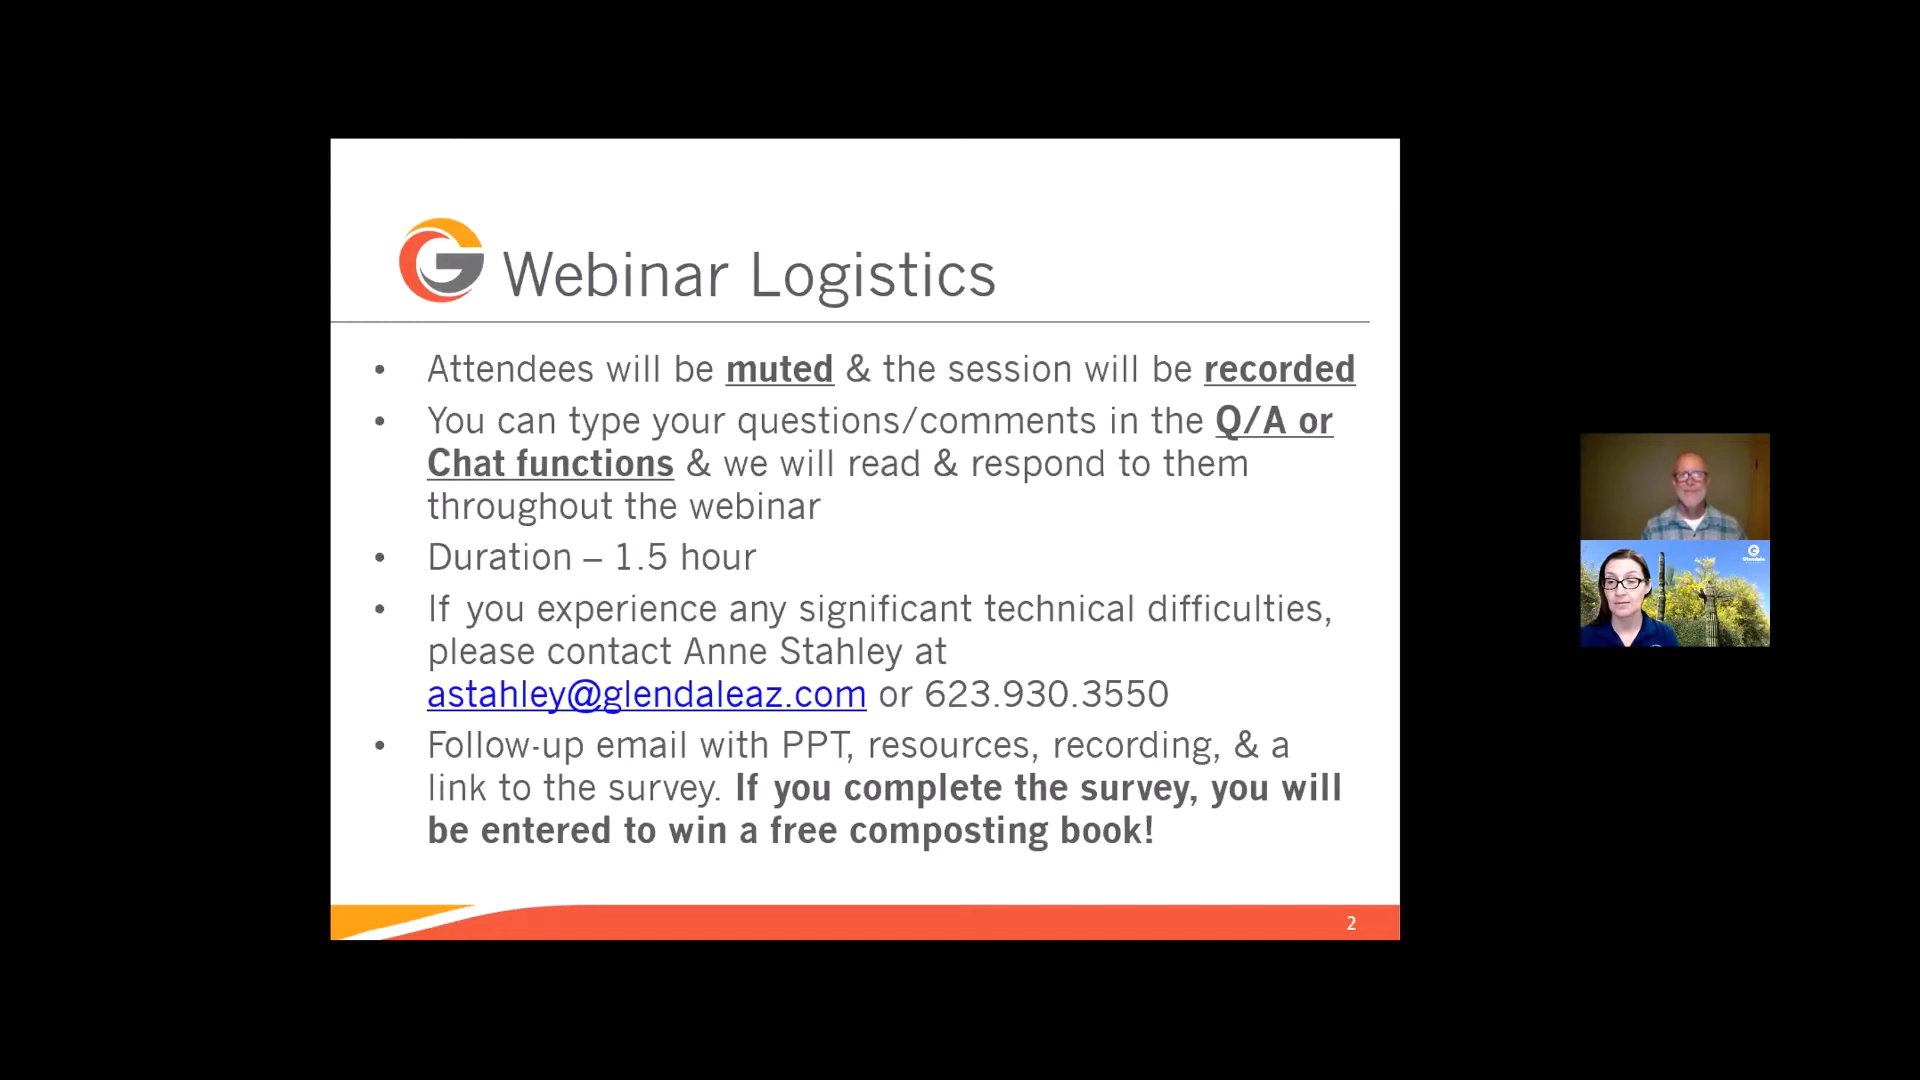 Webinar Logistics
• Attendees will be muted & the session will be recorded
• You can type your questions/comments in the Q/A or
Chat functions & we will read & respond to them
throughout the webinar
• Duration – 1.5 hour
• If you experience any significant technical difficulties,
please contact Anne Stahley at
astahley@glendaleaz.com or 623.930.3550
• Follow-up email with PPT, resources, recording, & a
link to the survey. If you complete the survey, you will
be entered to win a free composting book!
2
Glendale